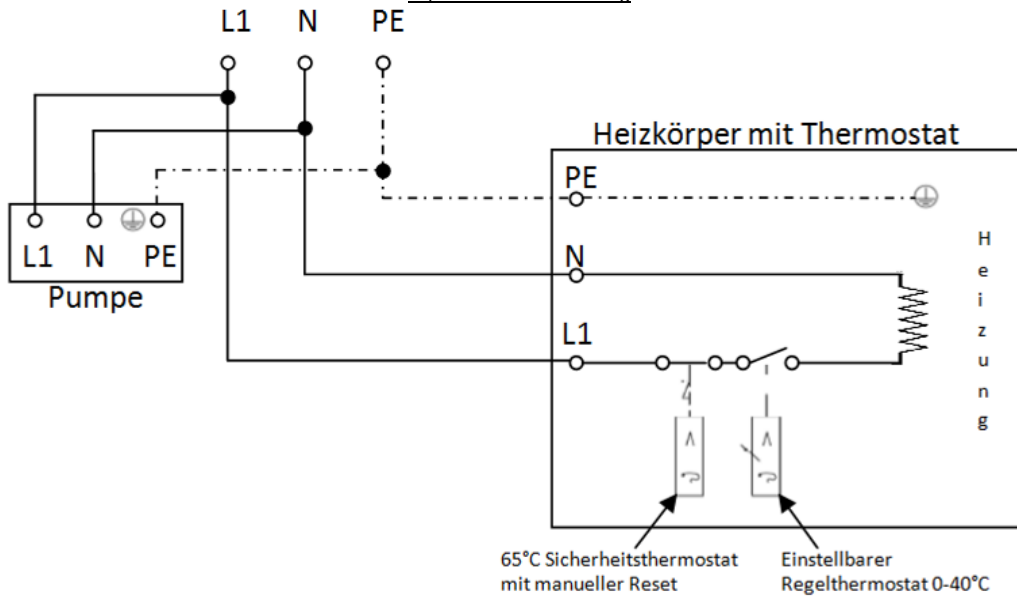 L1 N PE
Heizkörper mit Thermostat
PE
N
L1
L1 N PE
Pumpe
Heizung
65°C Sicherheitsthermostat
mit manueller Reset
Einstellbarer
Regelthermostat 0-40°C